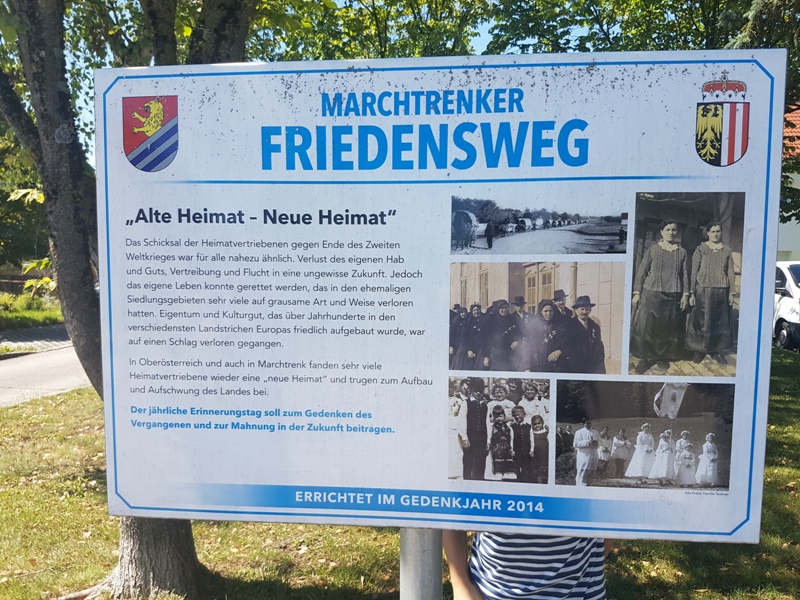 MARCHTRENKER
FRIEDENSWEG
„Alte Heimat – Neue Heimat“
Das Schicksal der Heimatvertriebenen gegen Ende des Zweiten
Weltkrieges war für alle nahezu ähnlich. Verlust des eigenen Hab
und Guts, Vertreibung und Flucht in eine ungewisse Zukunft. Jedoch
das eigene Leben konnte gerettet werden, das in den ehemaligen
Siedlungsgebieten sehr viele auf grausame Art und Weise verloren
hatten. Eigentum und Kulturgut, das über Jahrhunderte in den
verschiedensten Landstrichen Europas friedlich aufgebaut wurde, war
auf einen Schlag verloren gegangen.
In Oberösterreich und auch in Marchtrenk fanden sehr viele
Heimatvertriebene wieder eine „neue Heimat“ und trugen zum Aufbau
und Aufschwung des Landes bei.
Der jährliche Erinnerungstag soll zum Gedenken des
Vergangenen und zur Mahnung in der Zukunft beitragen.
ERRICHTET IM GEDENKJAHR 2014